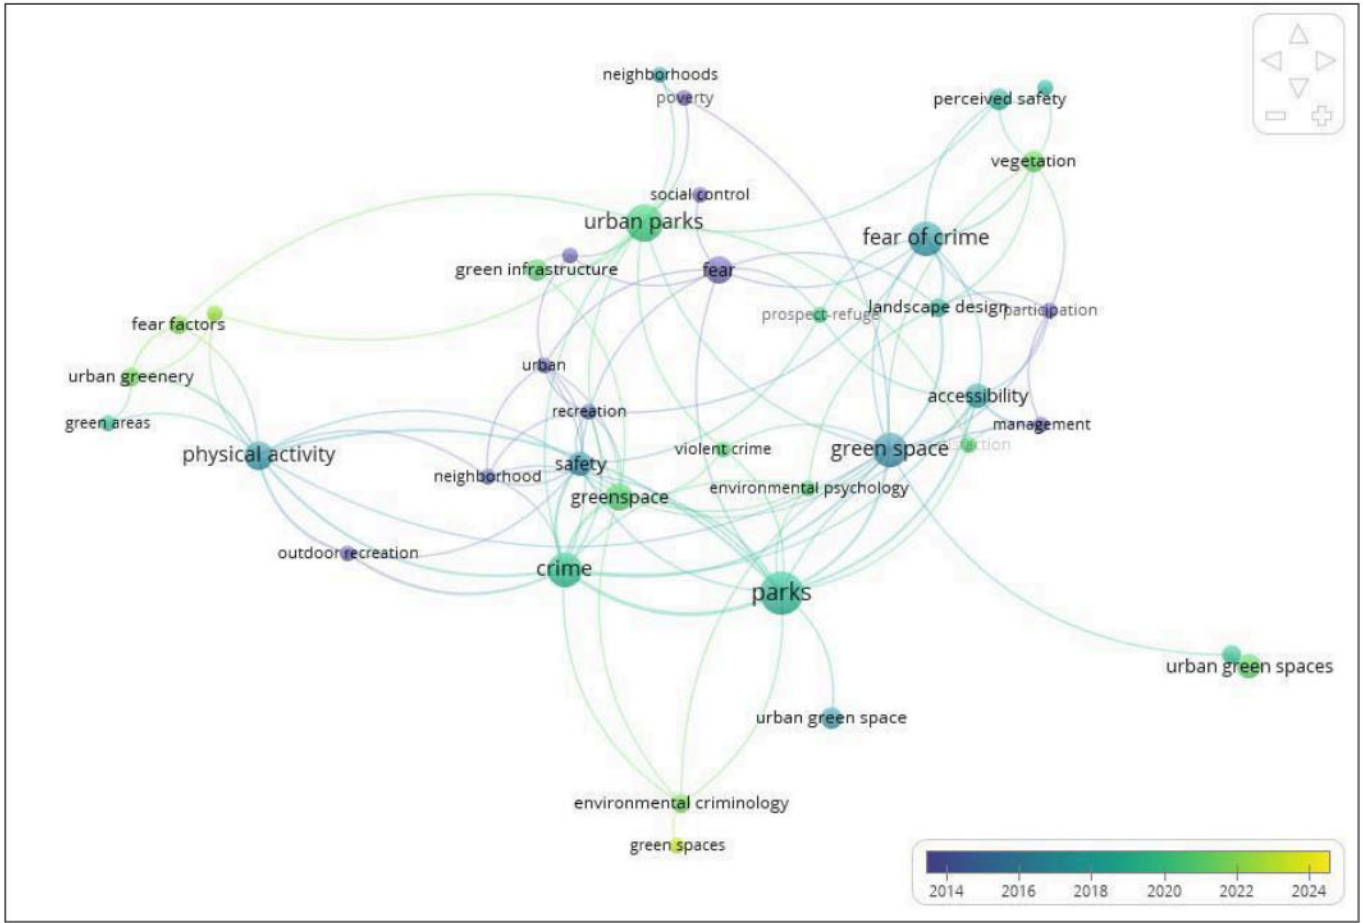 neighborhoods
poverty
perceived safety
vegetation
social control
urban parks
fear of crime
green infrastructure
fear
landscape design
participation
prospect-refuge
fear factors
urban
urban greenery
accessibility
recreation
green areas
management
violent crime
green space
physical activity
safety
neighborhood
environmental psychology
greenspace
outdoor recreation
crime
parks
urban green spaces
urban green space
environmental criminology
green spaces
2014 2016 2018 2020 2022 2024